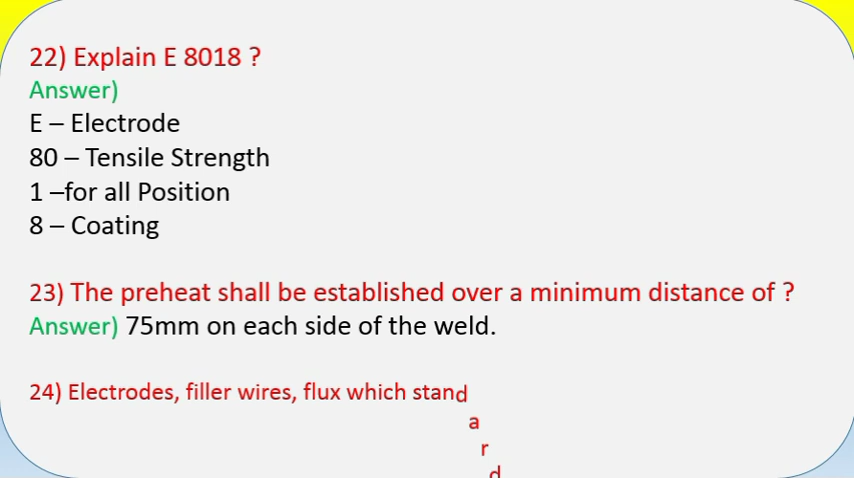 22) Explain E 8018 ?
Answer)
E – Electrode
80 – Tensile Strength
1 –for all Position
8 – Coating
23) The preheat shall be established over a minimum distance of ?
Answer) 75mm on each side of the weld.
24) Electrodes, filler wires, flux which standard